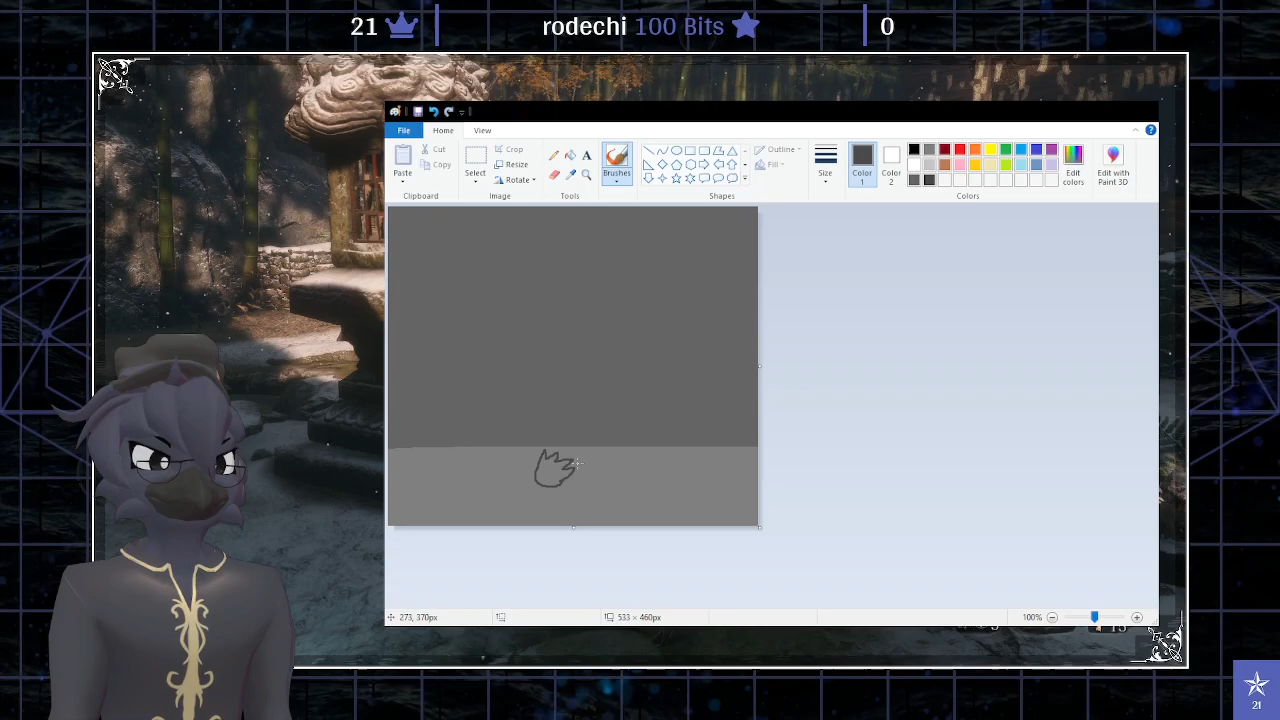 21
rodechi 100 Bits
0
File
Home
View
Paste
Cut
Copy
Clipboard
Select
Crop
Resize
Rotate
Image
A
Tools
Brushes
Shapes
Outline
Fill
Size
Color
1
Color
2
Edit
colors
Edit with
Paint 3D
Colors
273, 370px
533 × 460px
100%
21